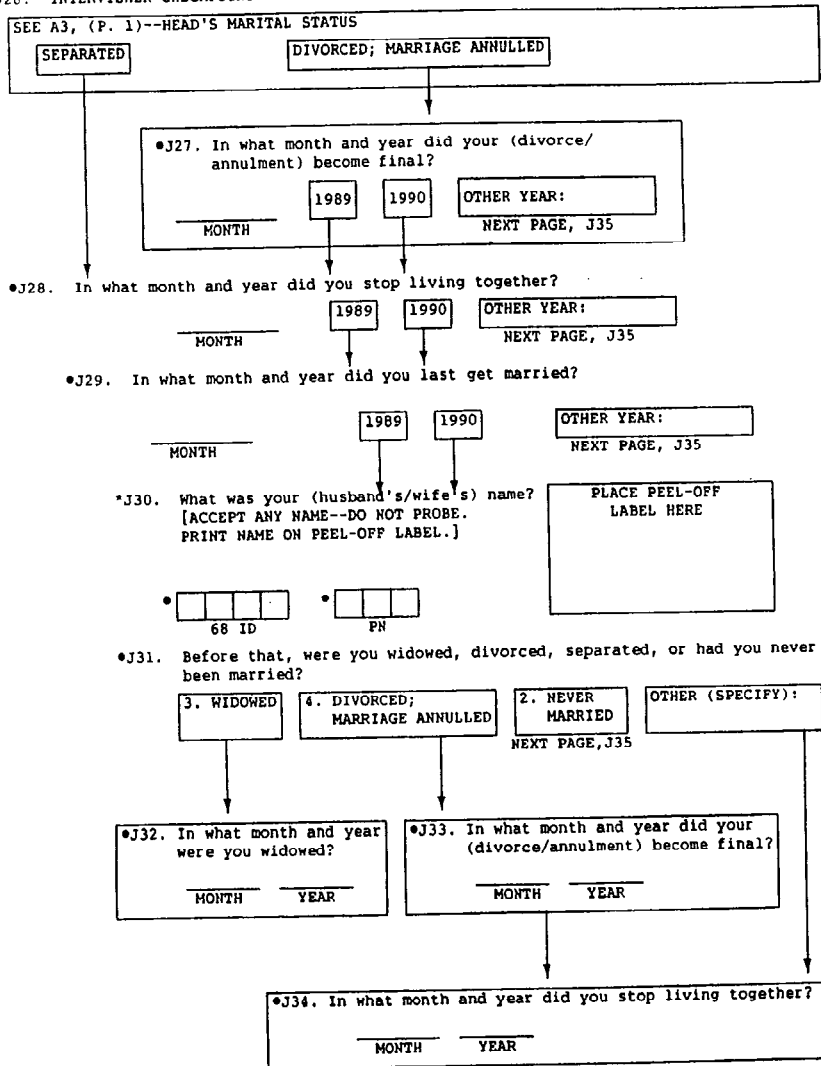 SEE A3, (P. 1)--HEAD'S MARITAL STATUS
SEPARATED
DIVORCED; MARRIAGE ANNULLED
●J27. In what month and year did your (divorce/
annulment) become final?
1989 1990 OTHER YEAR:
MONTH NEXT PAGE, J35
●J28. In what month and year did you stop living together?
1989 1990 OTHER YEAR:
MONTH NEXT PAGE, J35
●J29. In what month and year did you last get married?
1989 1990 OTHER YEAR:
MONTH NEXT PAGE, J35
*J30. What was your (husband's/wife's) name?
[ACCEPT ANY NAME--DO NOT PROBE.
PRINT NAME ON PEEL-OFF LABEL.]
PLACE PEEL-OFF
LABEL HERE
68 ID PN
●J31. Before that, were you widowed, divorced, separated, or had you never
been married?
3. WIDOWED
4. DIVORCED;
MARRIAGE ANNULLED
2. NEVER
MARRIED
OTHER (SPECIFY):
NEXT PAGE,J35
●J32. In what month and year
were you widowed?
MONTH YEAR
●J33. In what month and year did your
(divorce/annulment) become final?
MONTH YEAR
●J34. In what month and year did you stop living together?
MONTH YEAR